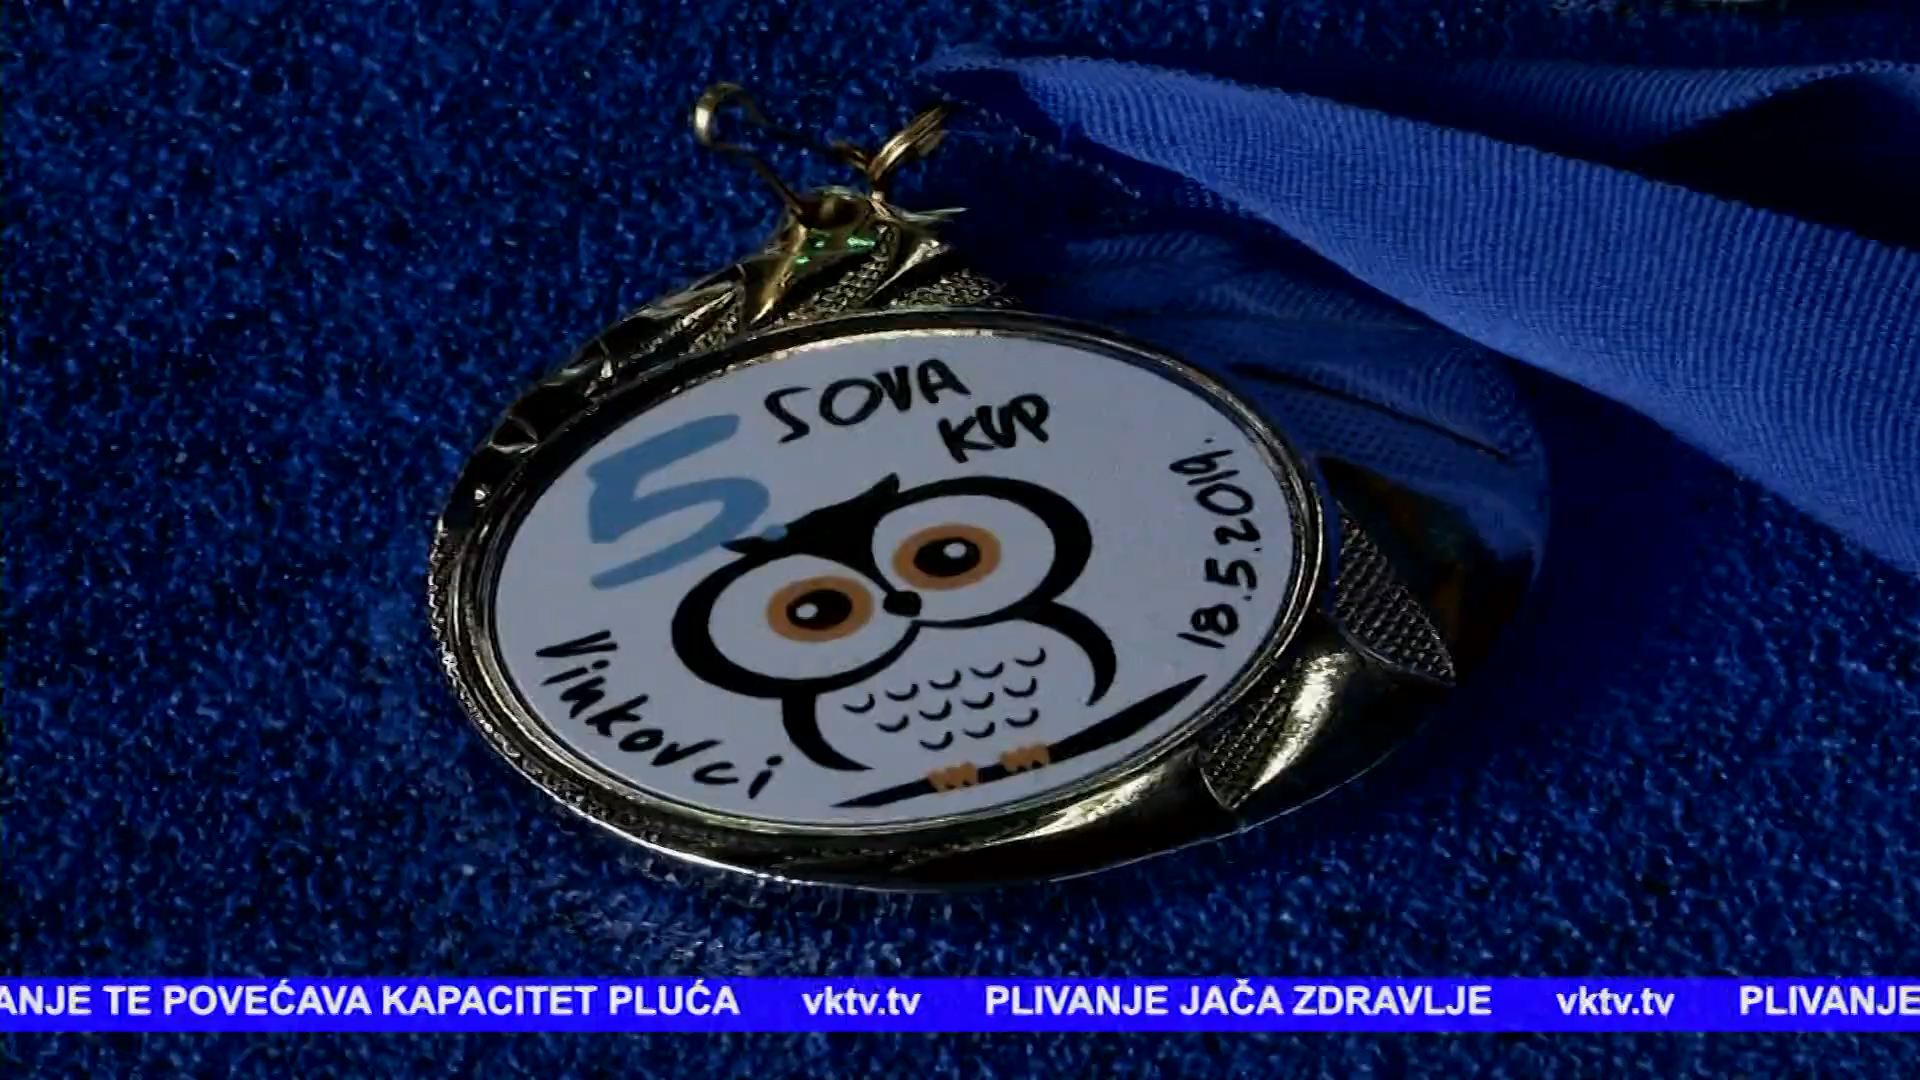 5. SOVA
KUP
18.5.2019.
Vinkovci
ANJE TE POVEĆAVA KAPACITET PLUĆA vktv.tv PLIVANJE JAČA ZDRAVLJE vktv.tv PLIVANJE